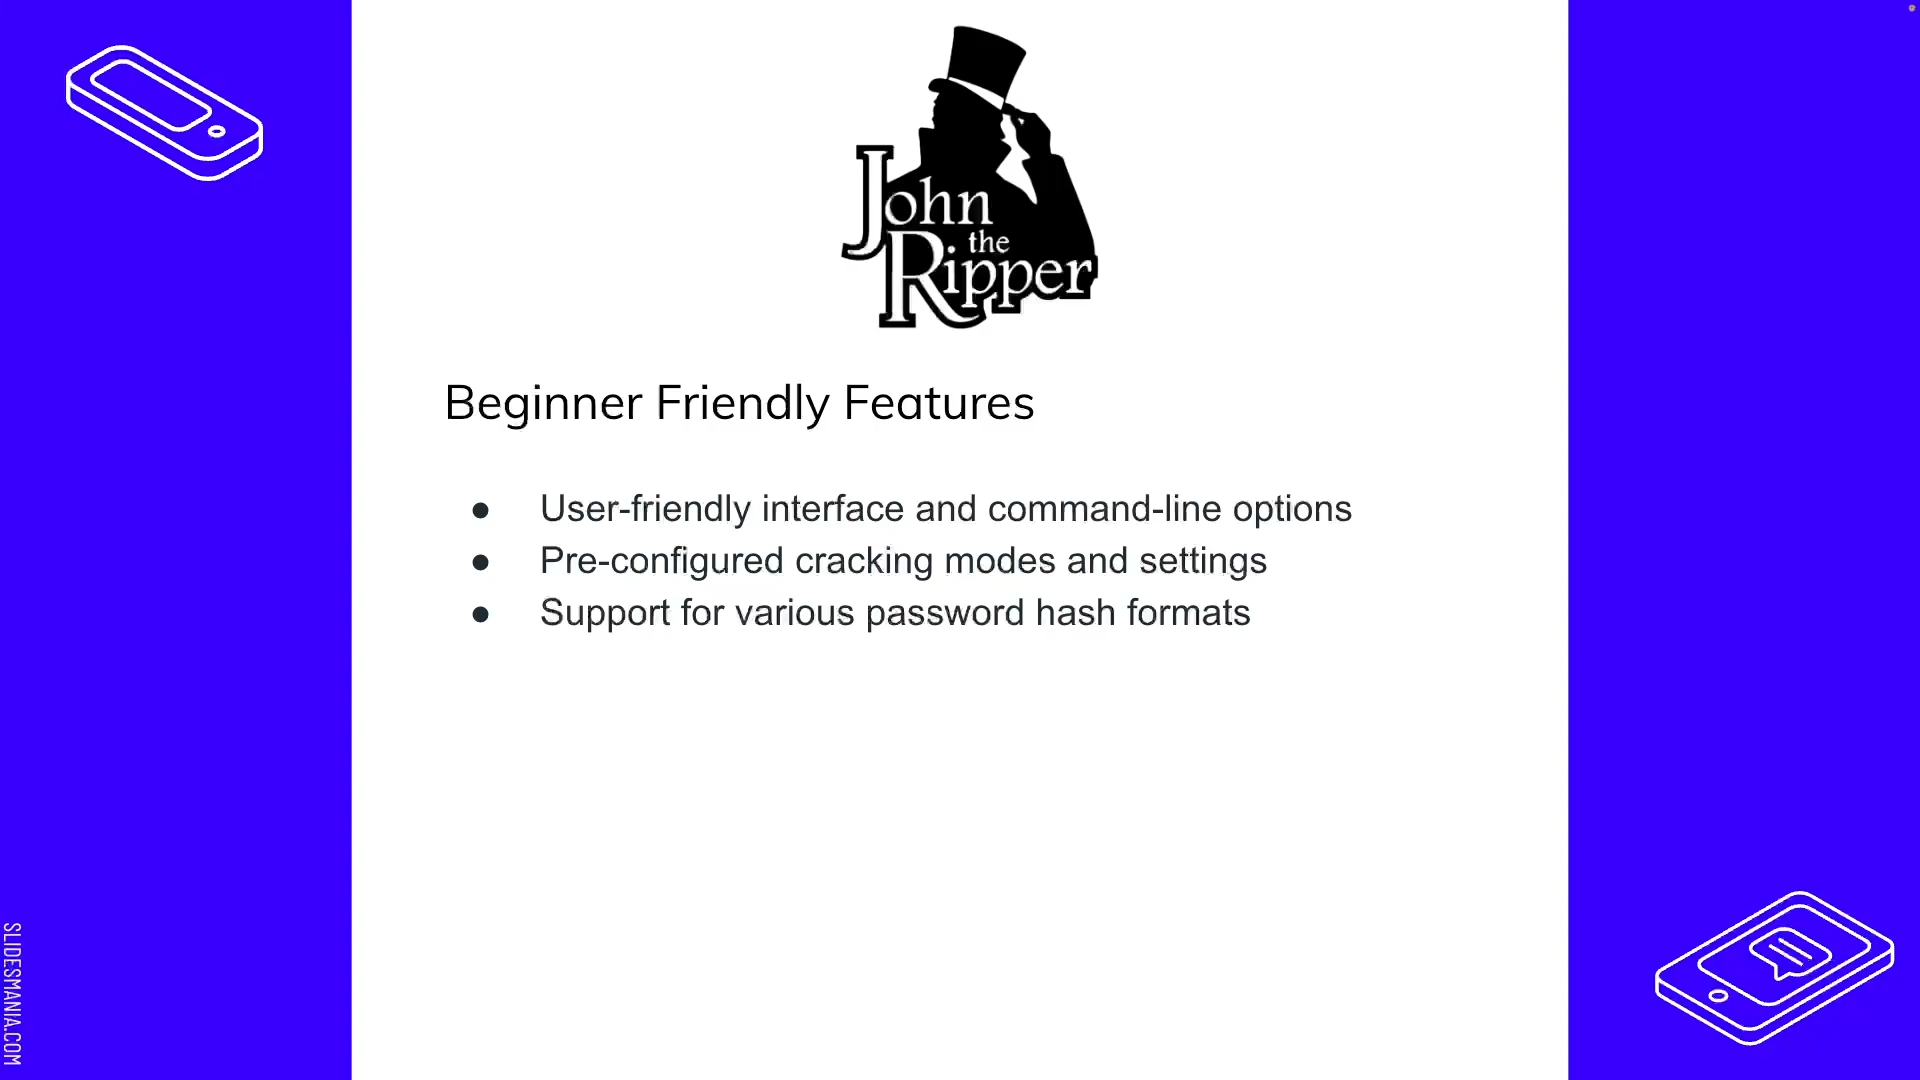 John
the
Ripper
Beginner Friendly Features
● User-friendly interface and command-line options
● Pre-configured cracking modes and settings
● Support for various password hash formats
SLIDESMANIA.COM